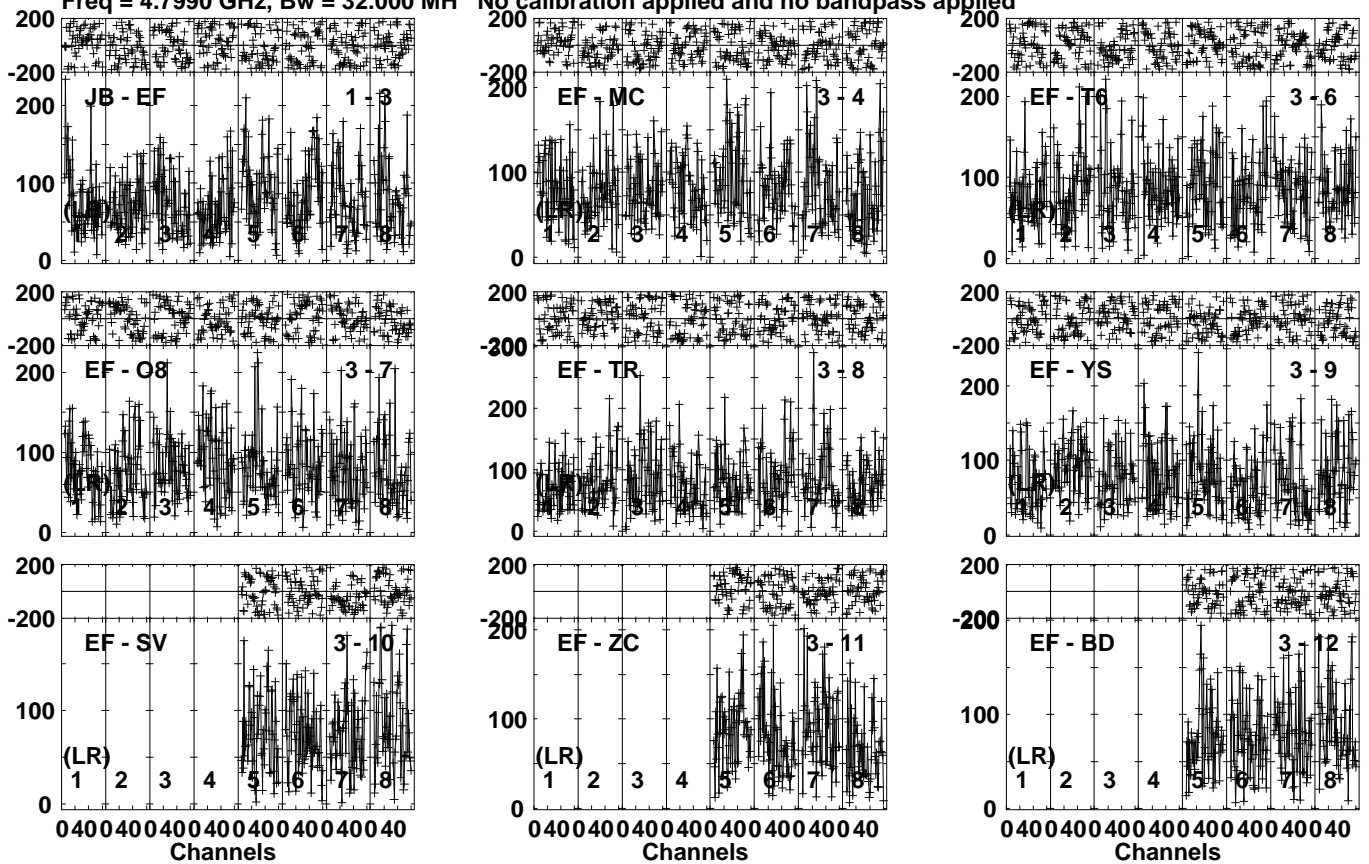 Freq = 4.7990 GHz, Bw = 32.000 MH No calibration applied and no bandpass applied
200 200 200
-200 -200 -200
JB - EF 1 - 3 EF - MC 3 - 4 EF - T6 3 - 6
200 200 200
100 100 100
(LR) (LR) (LR)
1 2 3 4 5 6 7 8 1 2 3 4 5 6 7 8 1 2 3 4 5 6 7 8
0 0 0
200 200 200
-200 -200 -200
300
EF - O8 3 - 7 EF - TR 3 - 8 EF - YS 3 - 9
200 200 200
100 100 100
(LR) (LR) (LR)
1 2 3 4 5 6 7 8 1 2 3 4 5 6 7 8 1 2 3 4 5 6 7 8
0 0 0
200 200 200
-200 -200 -200
200 200
EF - SV 3 - 10 EF - ZC 3 - 11 EF - BD 3 - 12
100 100 100
(LR) (LR) (LR)
1 2 3 4 5 6 7 8 1 2 3 4 5 6 7 8 1 2 3 4 5 6 7 8
0 0 0
0 40 0 40 0 40 0 40 0 40 0 40 0 40 0 40 0 40 0 40 0 40 0 40 0 40 0 40 0 40 0 40 0 40 0 40 0 40 0 40 0 40 0 40 0 40 0 40
Channels Channels Channels